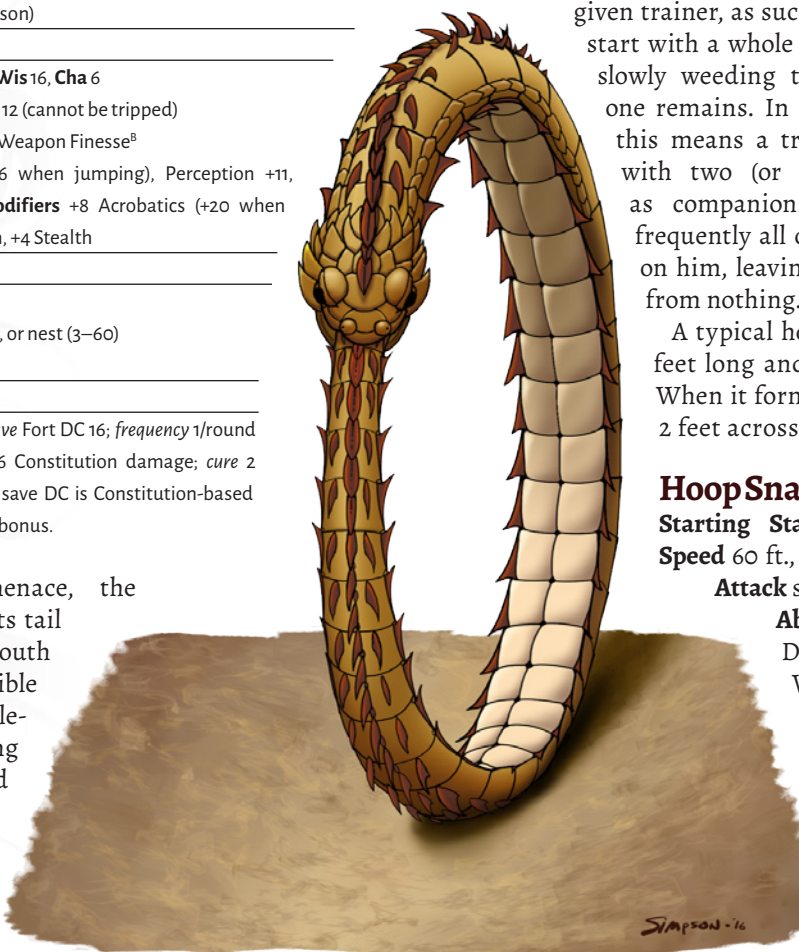 son)
Wis 16, Cha 6
12 (cannot be tripped)
Weapon Finesseᴮ
6 when jumping), Perception +11,
odifiers +8 Acrobatics (+20 when
, +4 Stealth
, or nest (3–60)
ve Fort DC 16; frequency 1/round
6 Constitution damage; cure 2
save DC is Constitution-based
bonus.
menace, the
ts tail
outh
ible
le-
ng
d
given trainer, as suc
start with a whole
slowly weeding t
one remains. In
this means a tr
with two (or
as companion
frequently all o
on him, leavin
from nothing.
A typical ho
feet long and
When it forn
2 feet across
Hoop Sna
Starting Sta
Speed 60 ft.,
Attack s
Ab
D
W
Simpson-'16